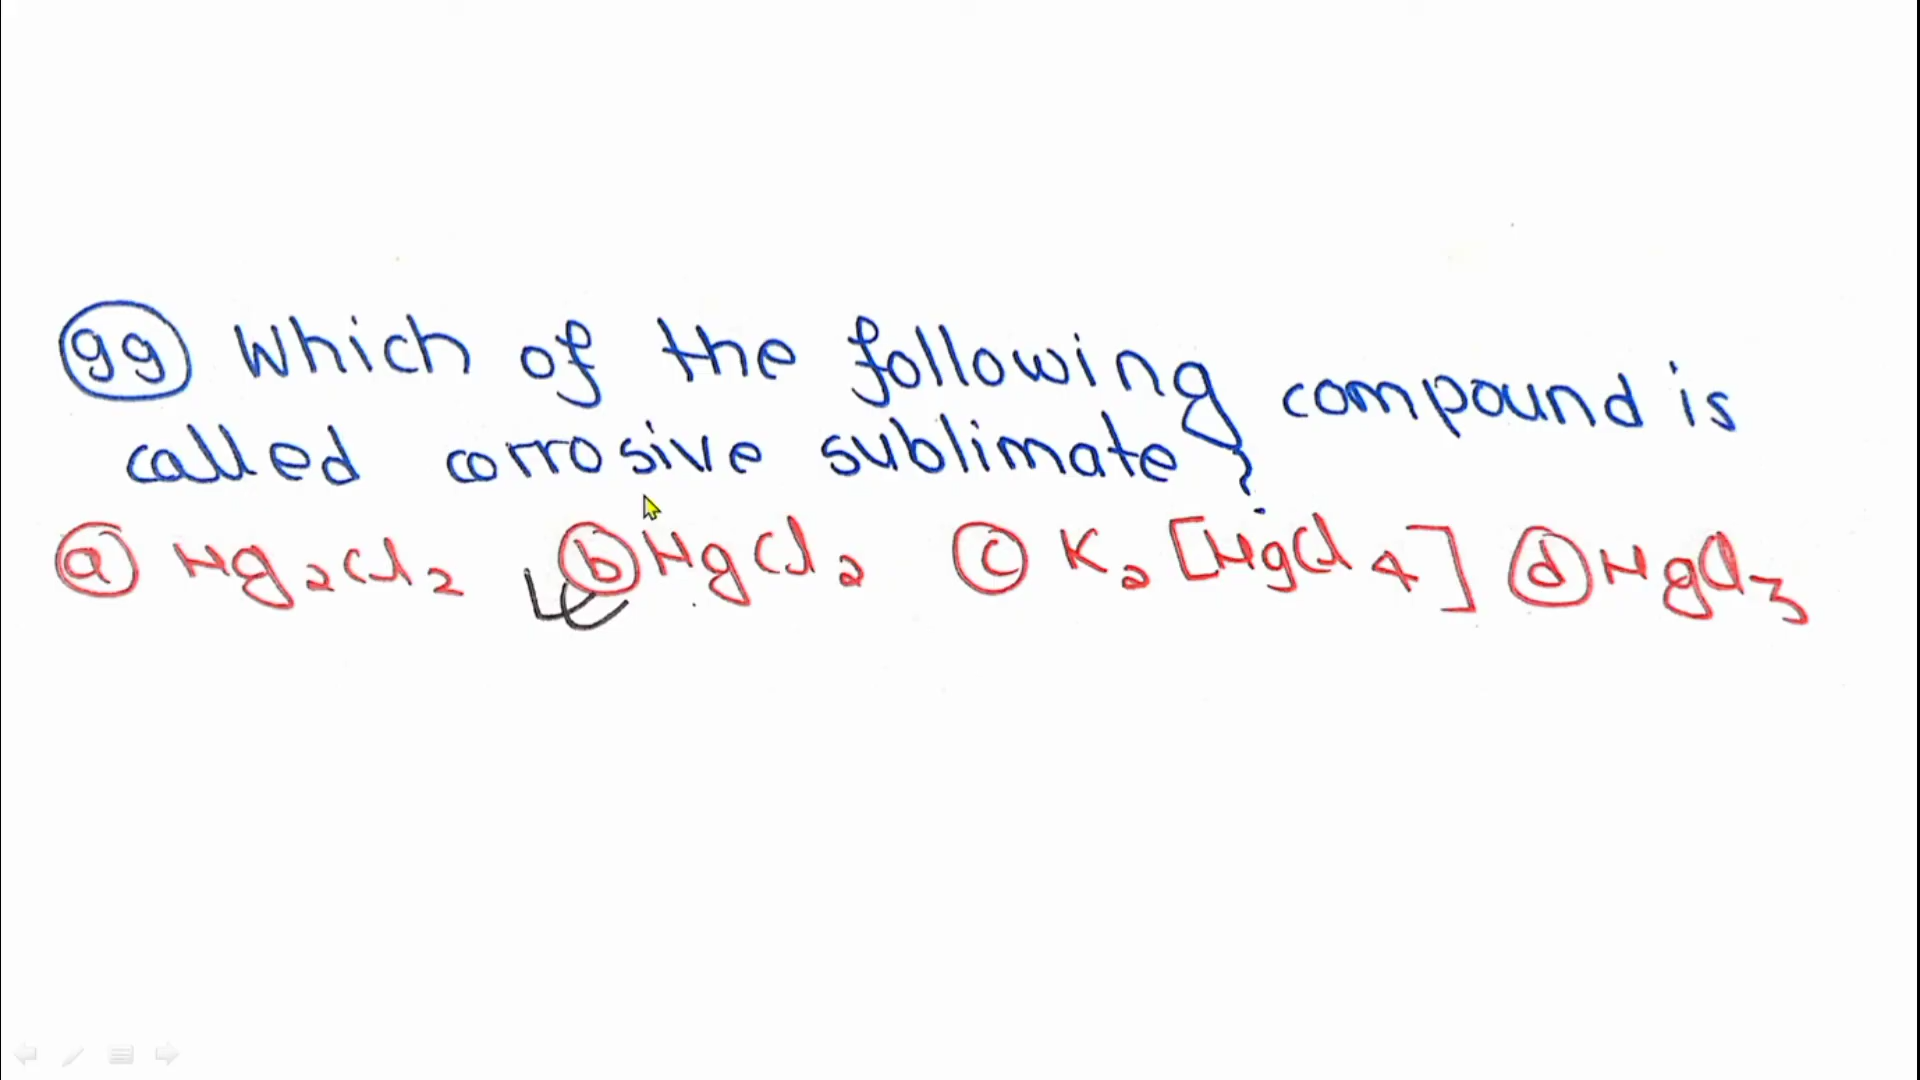 99 Which of the following compound is
called corrosive sublimate?
a Hg₂Cl₂ b HgCl₂ c K₂[HgCl₄] d HgCl₃